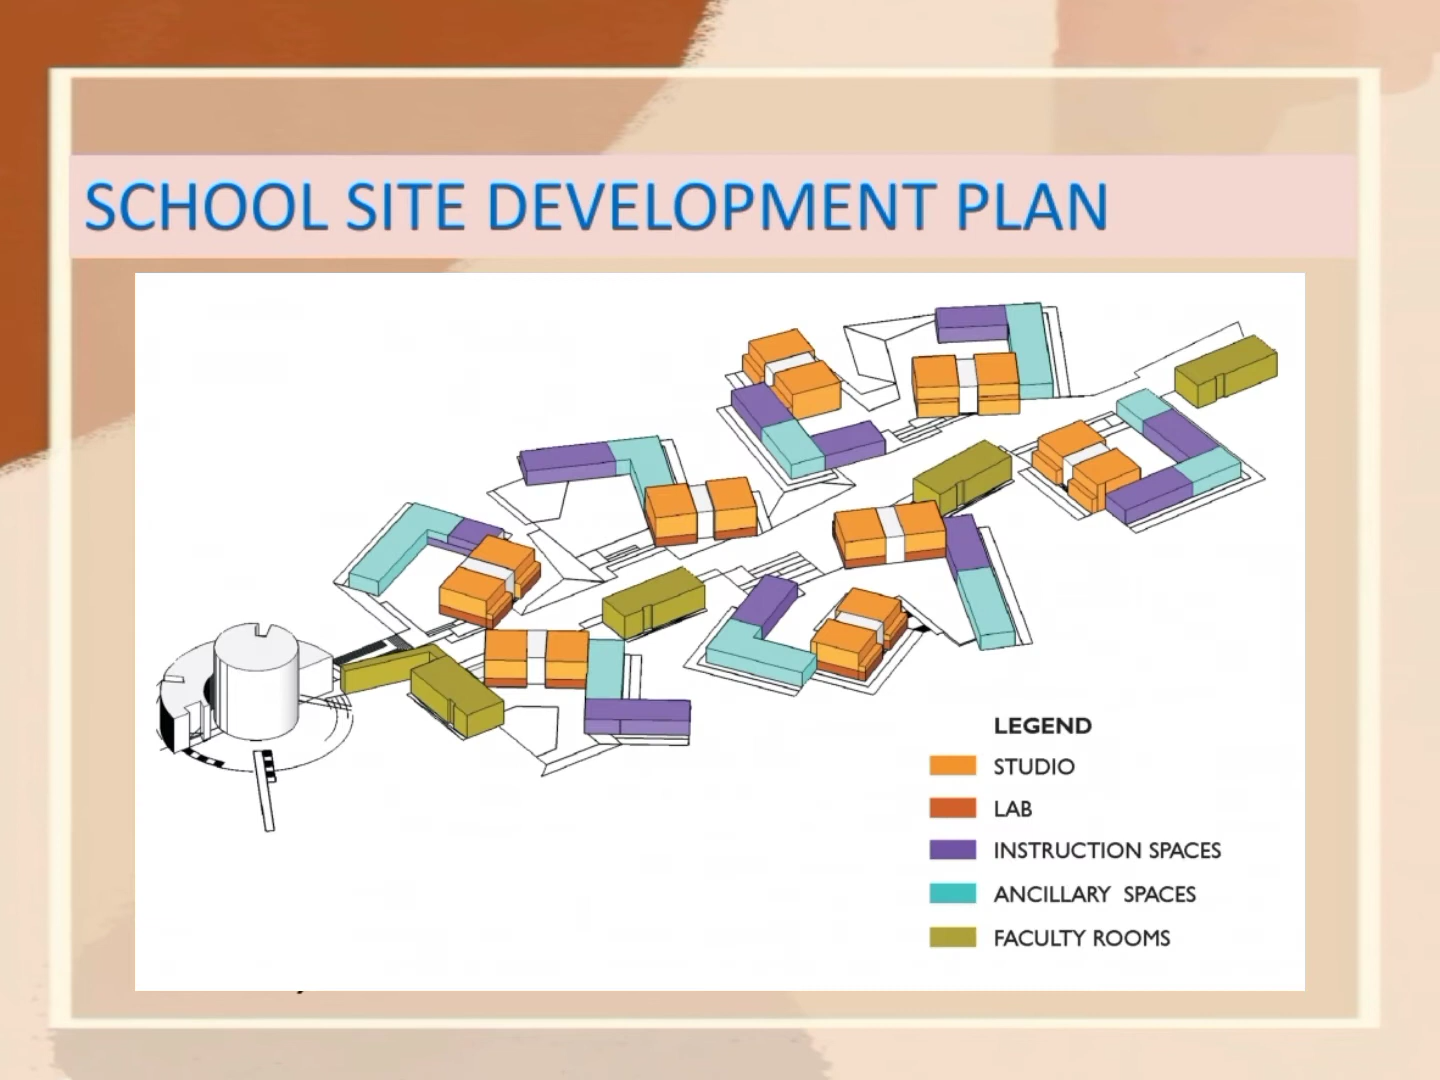 SCHOOL SITE DEVELOPMENT PLAN
LEGEND
STUDIO
LAB
INSTRUCTION SPACES
ANCILLARY SPACES
FACULTY ROOMS